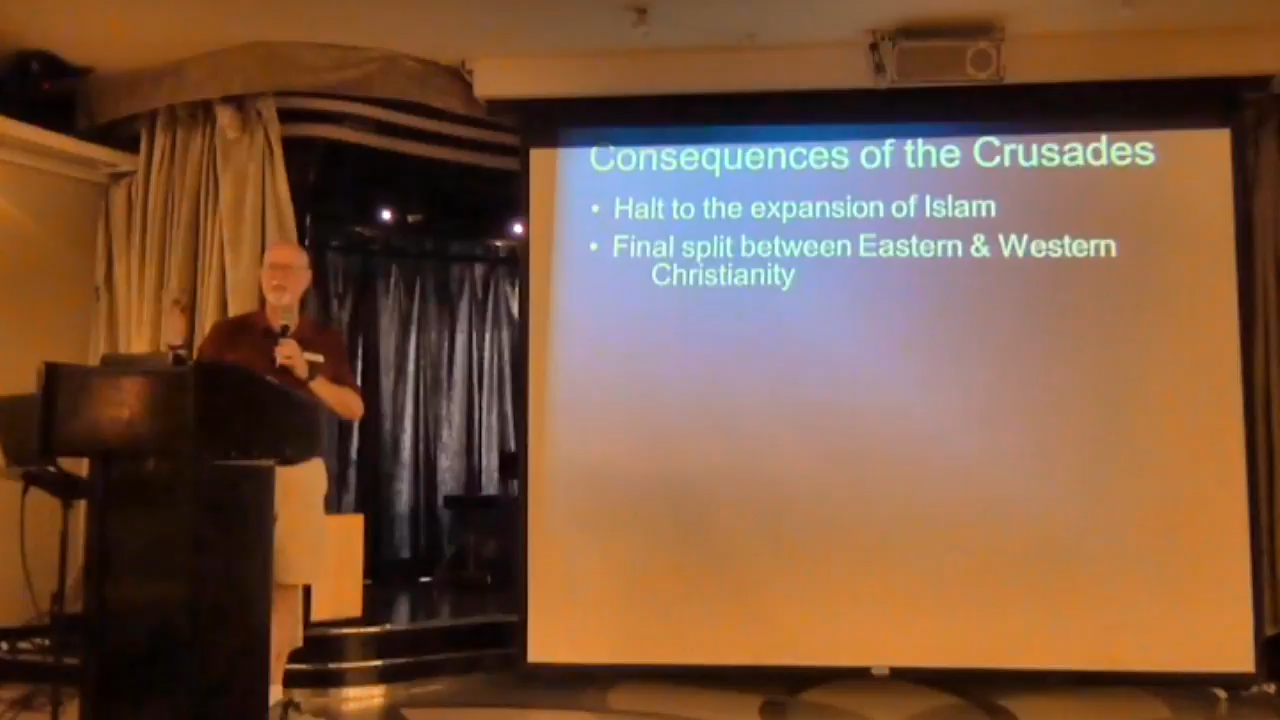 Consequences of the Crusades
• Halt to the expansion of Islam
• Final split between Eastern & Western
Christianity